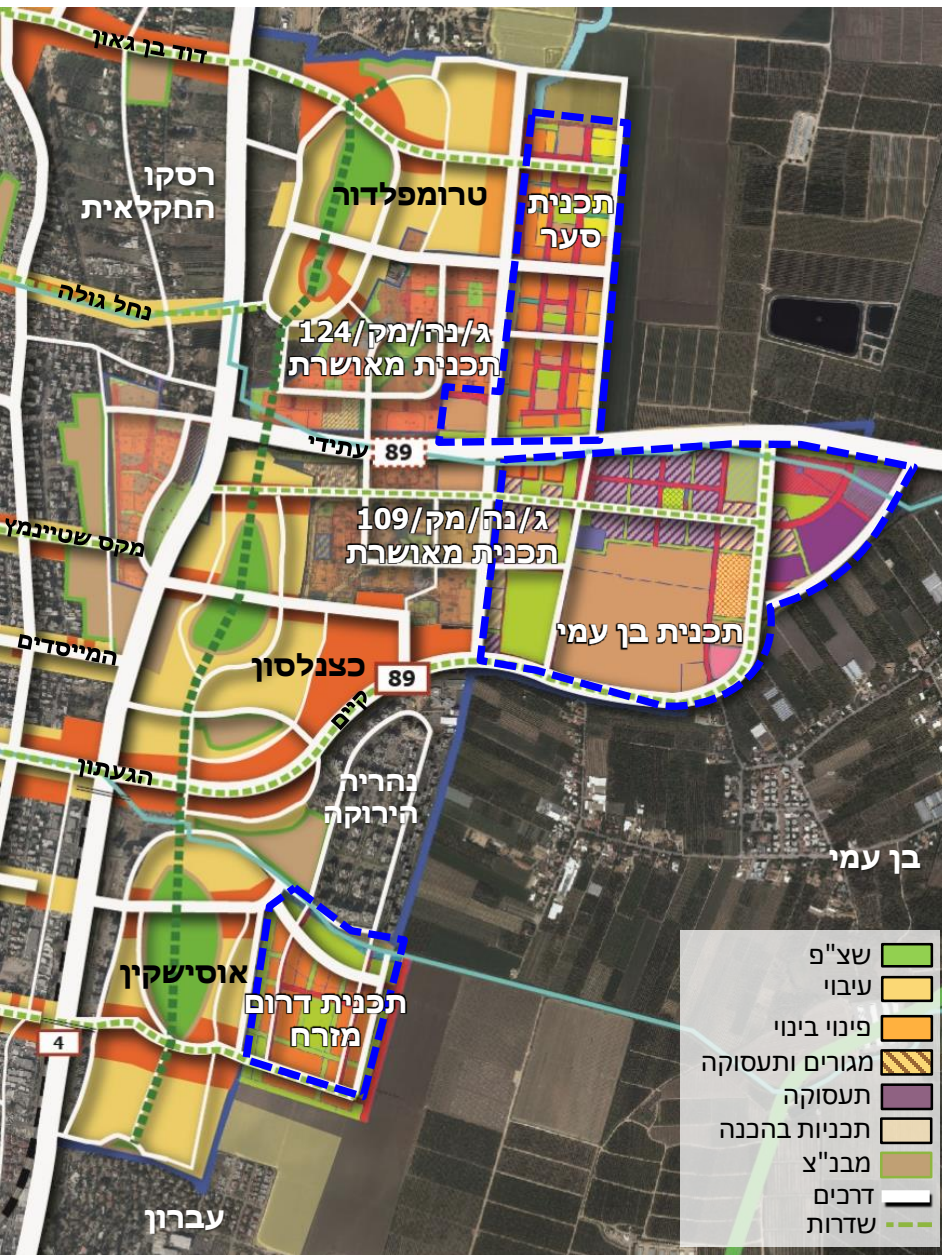 דוד בן גאון
רסקו
החקלאית
טרומפלדור
תכנית
סער
נחל גולה
ג/נה/מק/124
תכנית מאושרת
עתידי
89
ג/נה/מק/109
תכנית מאושרת
מקס שטיינמץ
תכנית בן עמי
המייסדים
כצנלסון
89
קיים
הגעתון
נהריה
הירוקה
בן עמי
אוסישקין
תכנית דרום
מזרח
4
עברון
שצ"פ
עיבוי
פינוי בינוי
מגורים ותעסוקה
תעסוקה
תכניות בהכנה
מבנ"צ
דרכים
שדרות